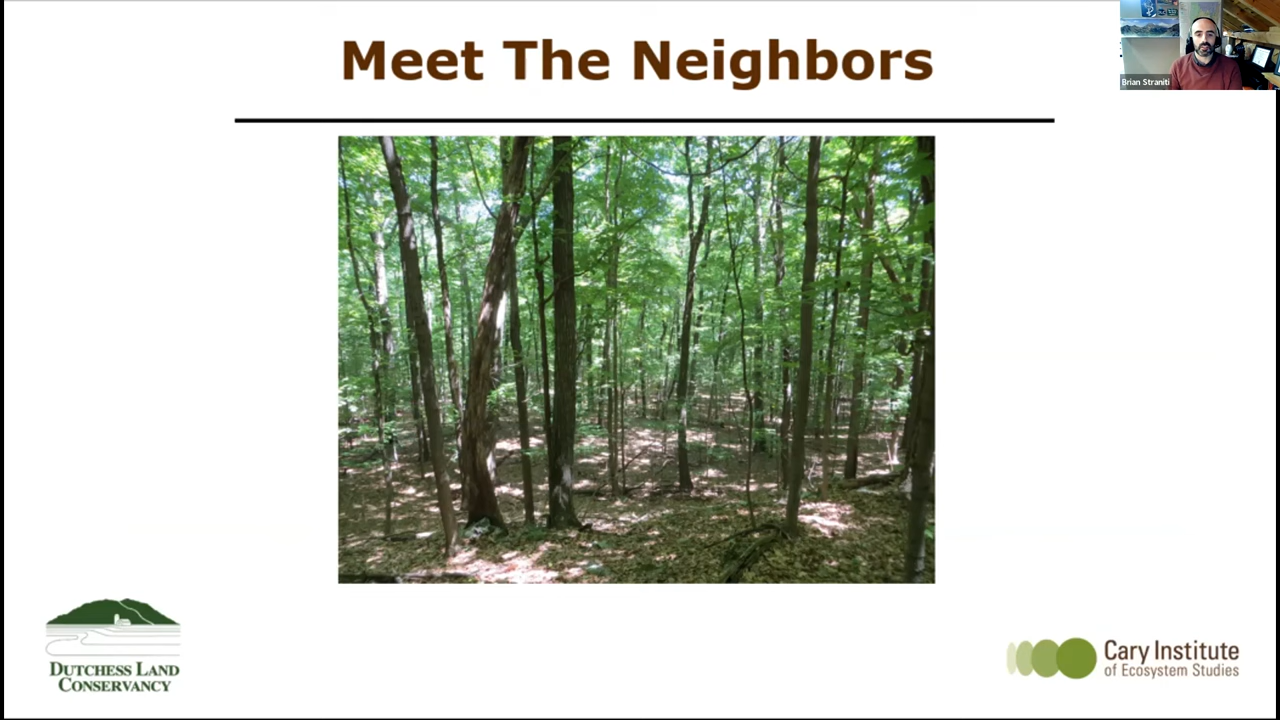 Meet The Neighbors
Brian Straniti
DUTCHESS LAND
CONSERVANCY
Cary Institute
of Ecosystem Studies